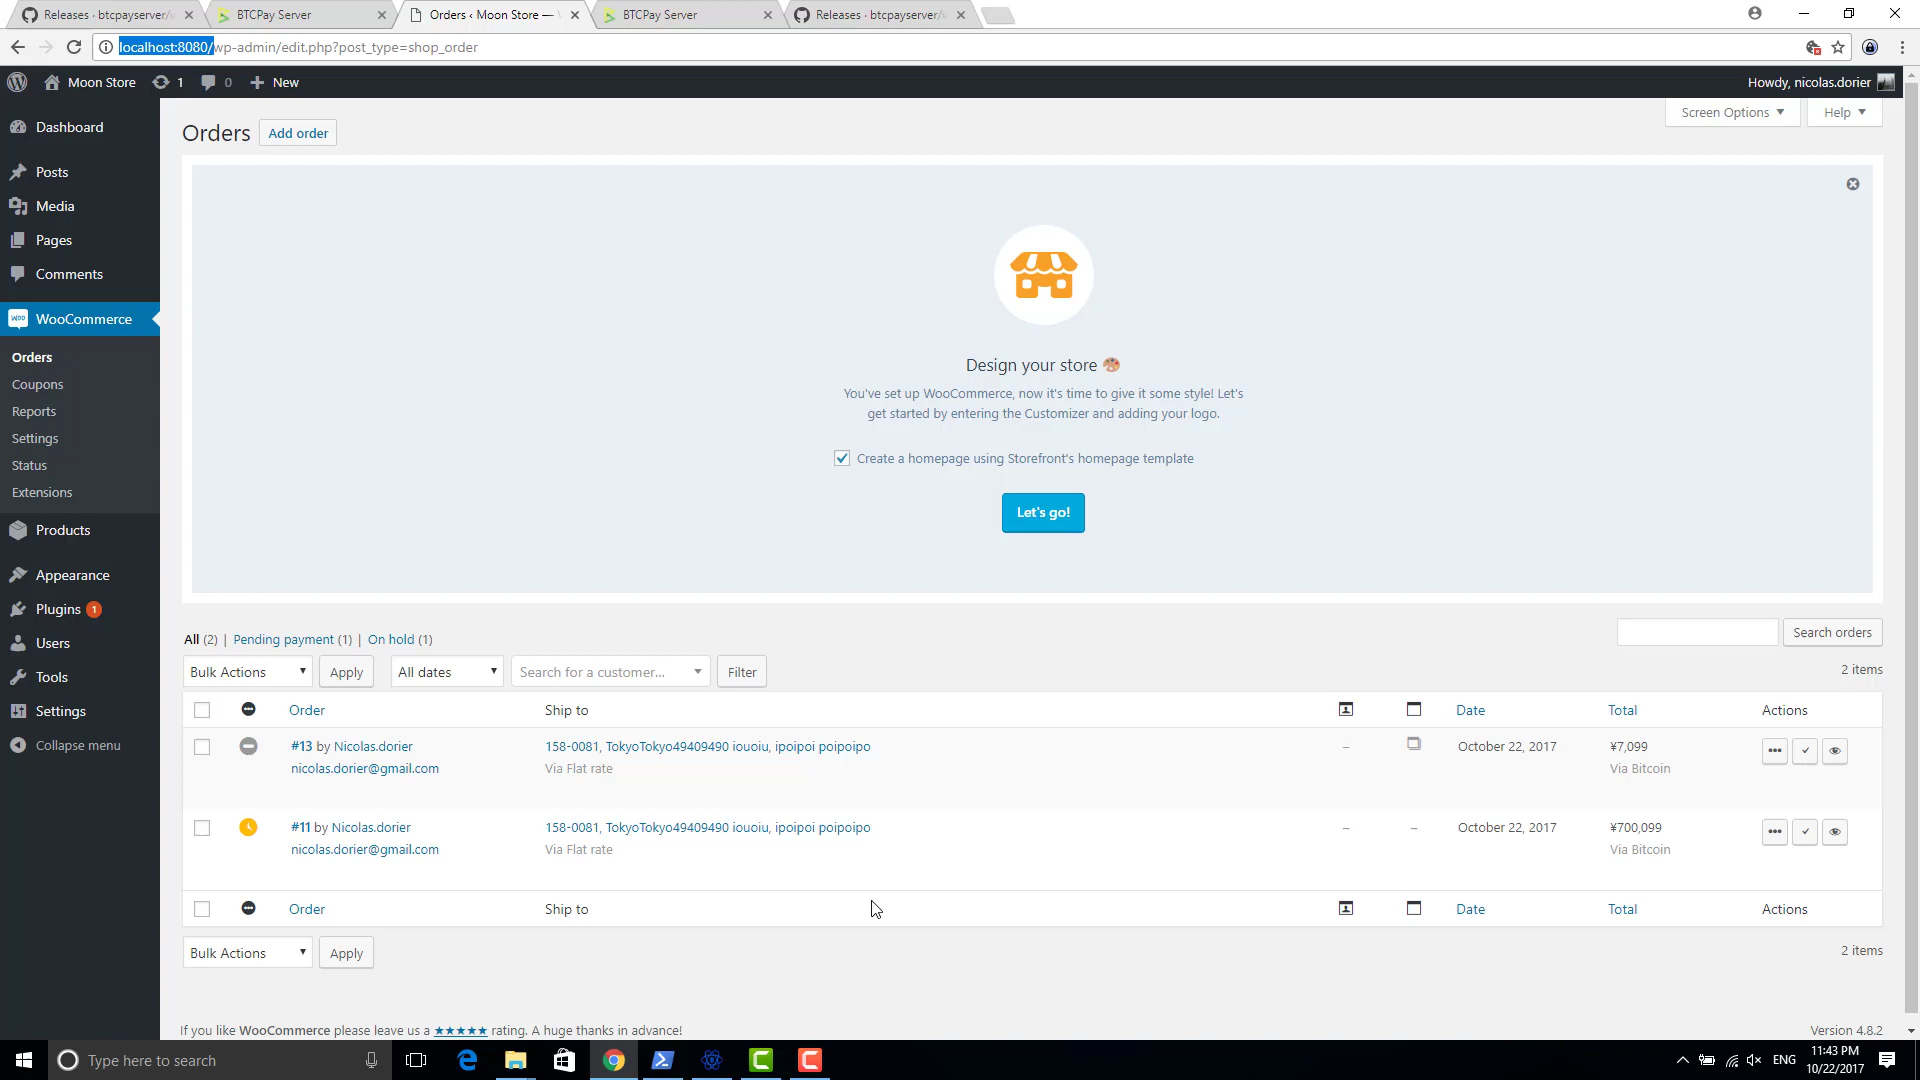 Releases · btcpayserver/w
BTCPay Server
Orders ‹ Moon Store —
BTCPay Server
Releases · btcpayserver/w
localhost:8080/wp-admin/edit.php?post_type=shop_order
Moon Store
1
0
New
Howdy, nicolas.dorier
Dashboard
Posts
Media
Pages
Comments
woo
WooCommerce
Orders
Coupons
Reports
Settings
Status
Extensions
Products
Appearance
Plugins 1
Users
Tools
Settings
Collapse menu
Orders
Add order
Screen Options
Help
Design your store
You've set up WooCommerce, now it's time to give it some style! Let's
get started by entering the Customizer and adding your logo.
Create a homepage using Storefront's homepage template
Let's go!
All (2) | Pending payment (1) | On hold (1)
Search orders
Bulk Actions
Apply
All dates
Search for a customer...
Filter
2 items
Order
Ship to
Date
Total
Actions
#13 by Nicolas.dorier
nicolas.dorier@gmail.com
158-0081, TokyoTokyo49409490 iouoiu, ipoipoi poipoipo
Via Flat rate
–
October 22, 2017
¥7,099
Via Bitcoin
#11 by Nicolas.dorier
nicolas.dorier@gmail.com
158-0081, TokyoTokyo49409490 iouoiu, ipoipoi poipoipo
Via Flat rate
–
–
October 22, 2017
¥700,099
Via Bitcoin
Order
Ship to
Date
Total
Actions
Bulk Actions
Apply
2 items
If you like WooCommerce please leave us a ★★★★★ rating. A huge thanks in advance!
Version 4.8.2
Type here to search
ENG
11:43 PM
10/22/2017